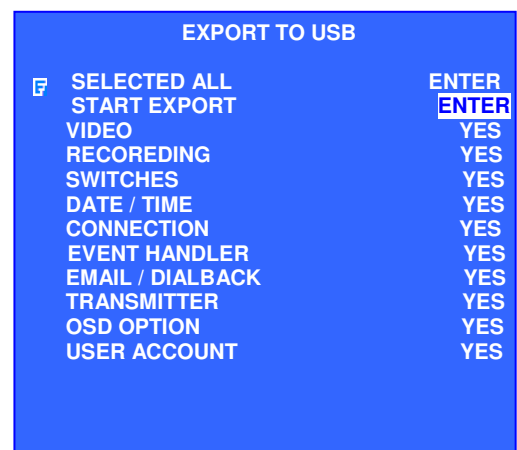 EXPORT TO USB
F SELECTED ALL ENTER
START EXPORT ENTER
VIDEO YES
RECOREDING YES
SWITCHES YES
DATE / TIME YES
CONNECTION YES
EVENT HANDLER YES
EMAIL / DIALBACK YES
TRANSMITTER YES
OSD OPTION YES
USER ACCOUNT YES